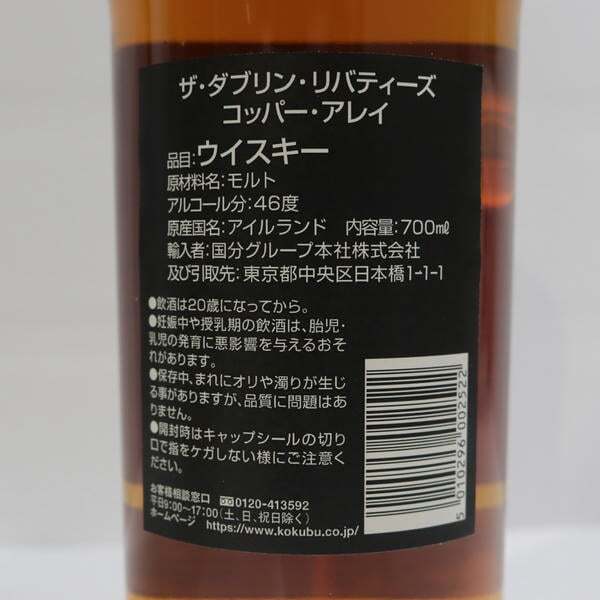 ザ・ダブリン・リバティーズ
コッパー・アレイ
品目:ウイスキー
原材料名:モルト
アルコール分:46度
原産国名:アイルランド 内容量:700㎖
輸入者:国分グループ本社株式会社
及び引取先:東京都中央区日本橋1-1-1
●飲酒は20歳になってから。
●妊娠中や授乳期の飲酒は、胎児・
乳児の発育に悪影響を与えるおそ
れがあります。
●保存中、まれにオリや濁りが生じ
る事がありますが、品質に問題はあ
りません。
●開封時はキャップシールの切り
口で指をケガしない様にご注意く
ださい。
お客様相談窓口 0120-413592
平日9:00〜17:00(土、日、祝日除く)
ホームページ https://www.kokubu.co.jp/
5 010296 002522